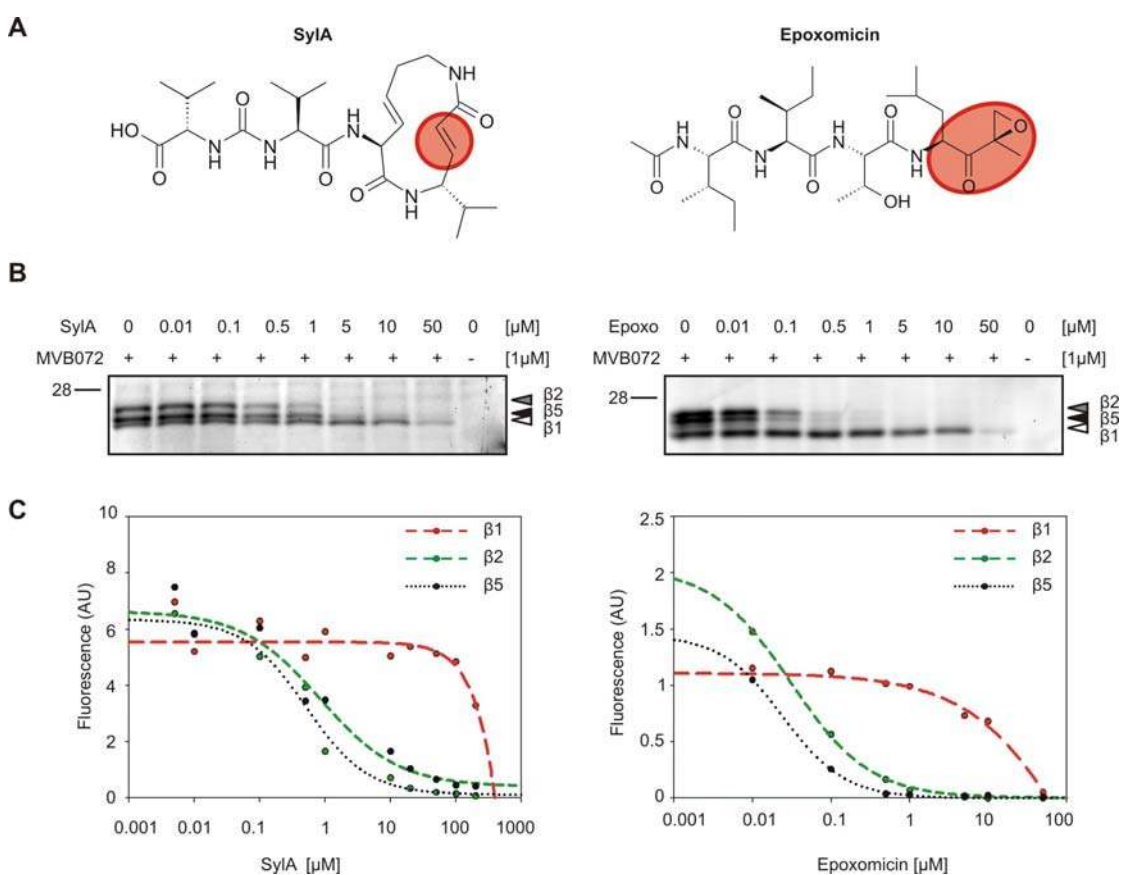 A
SylA
Epoxomicin
HO
O
N
H
O
N
H
O
H
N
O
N
H
O
NH
O
H
N
O
N
H
O
H
N
O
OH
N
H
O
O
B
SylA 0 0.01 0.1 0.5 1 5 10 50 0 [µM]
MVB072 + + + + + + + + - [1µM]
28
β2
β5
β1
Epoxo 0 0.01 0.1 0.5 1 5 10 50 0 [µM]
MVB072 + + + + + + + + - [1µM]
28
β2
β5
β1
C
Fluorescence (AU)
10
8
6
4
2
0
0.001 0.01 0.1 1 10 100 1000
SylA [µM]
β1
β2
β5
Fluorescence (AU)
2.5
2
1.5
1
0.5
0
0.001 0.01 0.1 1 10 100
Epoxomicin [µM]
β1
β2
β5